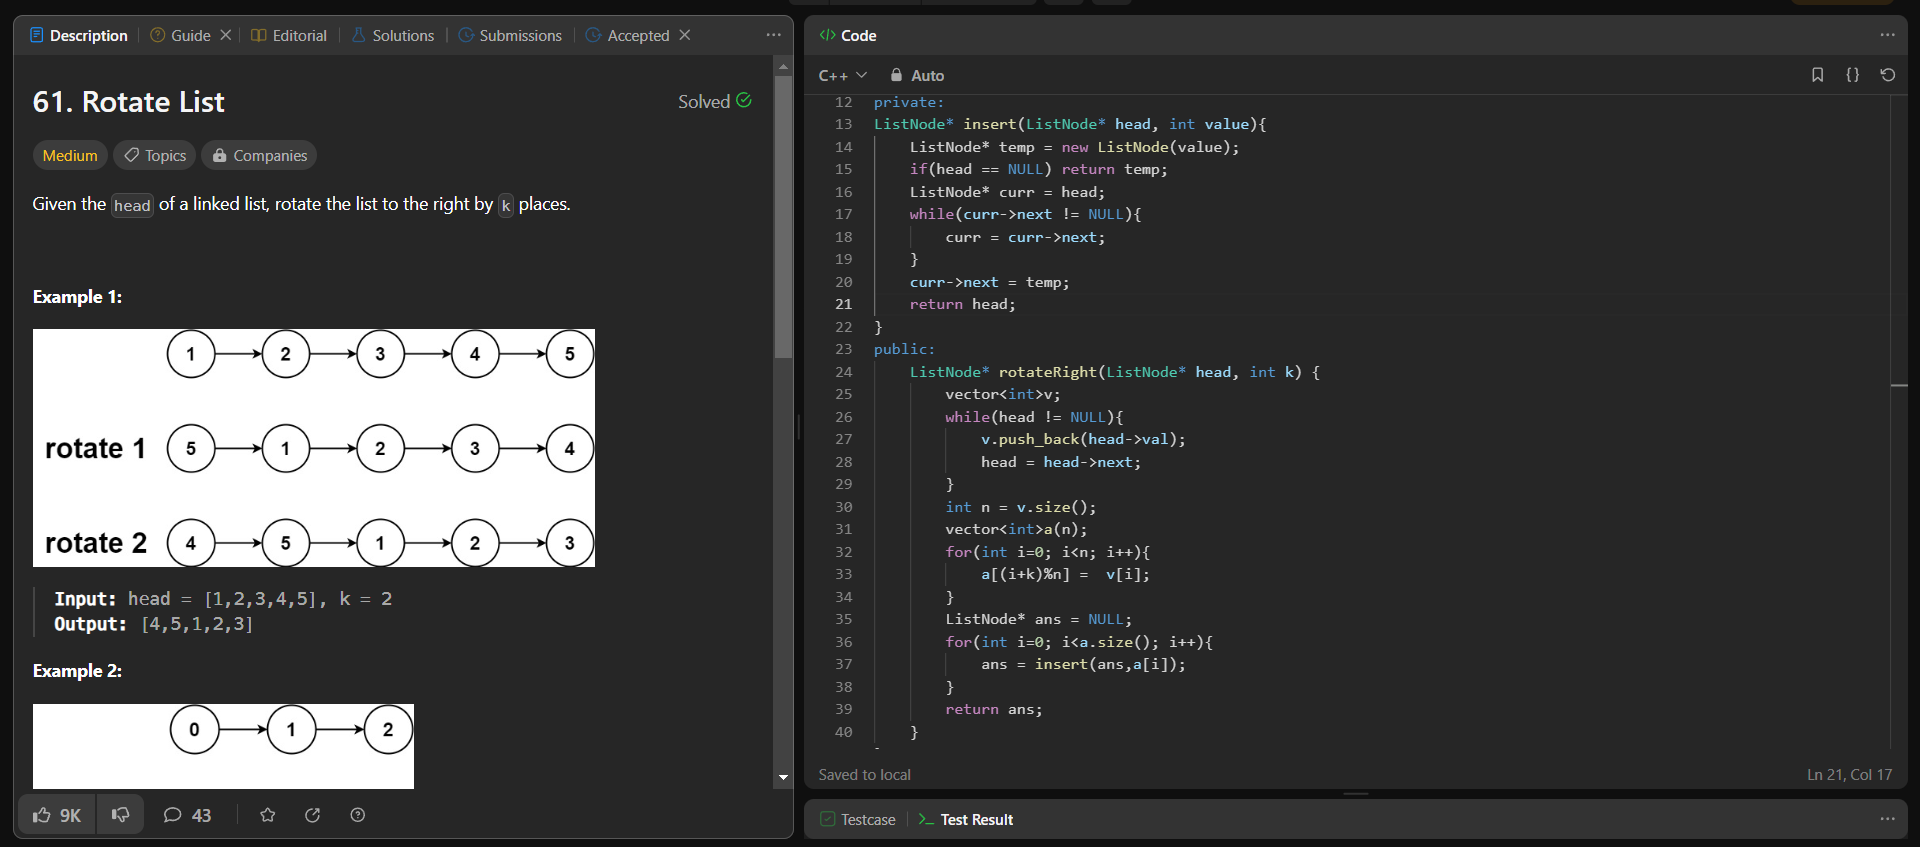 Description Guide Editorial Solutions Submissions Accepted
61. Rotate List
Solved
Medium Topics Companies
Given the head of a linked list, rotate the list to the right by k places.
Example 1:
1 2 3 4 5
rotate 1 5 1 2 3 4
rotate 2 4 5 1 2 3
Input: head = [1,2,3,4,5], k = 2
Output: [4,5,1,2,3]
Example 2:
0 1 2
9K 43
</> Code
C++ Auto
12 private:
13 ListNode* insert(ListNode* head, int value){
14 ListNode* temp = new ListNode(value);
15 if(head == NULL) return temp;
16 ListNode* curr = head;
17 while(curr->next != NULL){
18 curr = curr->next;
19 }
20 curr->next = temp;
21 return head;
22 }
23 public:
24 ListNode* rotateRight(ListNode* head, int k) {
25 vector<int>v;
26 while(head != NULL){
27 v.push_back(head->val);
28 head = head->next;
29 }
30 int n = v.size();
31 vector<int>a(n);
32 for(int i=0; i<n; i++){
33 a[(i+k)%n] = v[i];
34 }
35 ListNode* ans = NULL;
36 for(int i=0; i<a.size(); i++){
37 ans = insert(ans,a[i]);
38 }
39 return ans;
40 }
Saved to local
Ln 21, Col 17
Testcase >_ Test Result